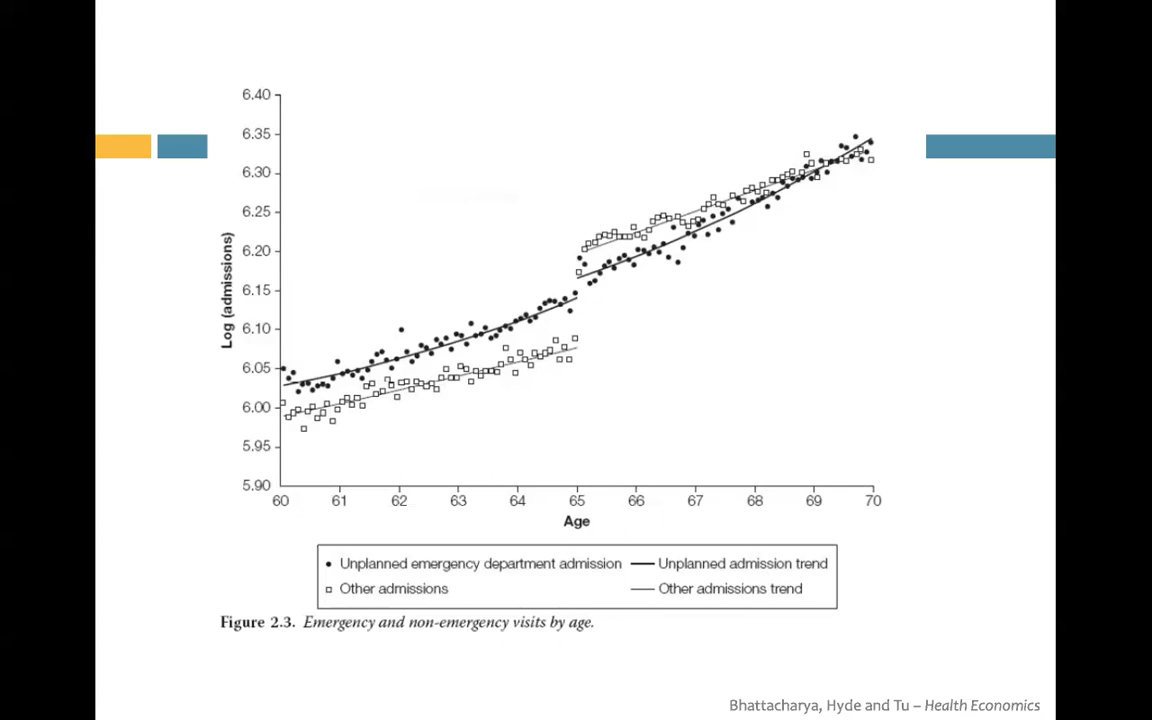 6.40
6.35
6.30
6.25
6.20
6.15
6.10
6.05
6.00
5.95
5.90
Log (admissions)
60 61 62 63 64 65 66 67 68 69 70
Age
Unplanned emergency department admission Unplanned admission trend
Other admissions Other admissions trend
Figure 2.3. Emergency and non-emergency visits by age.
Bhattacharya, Hyde and Tu – Health Economics